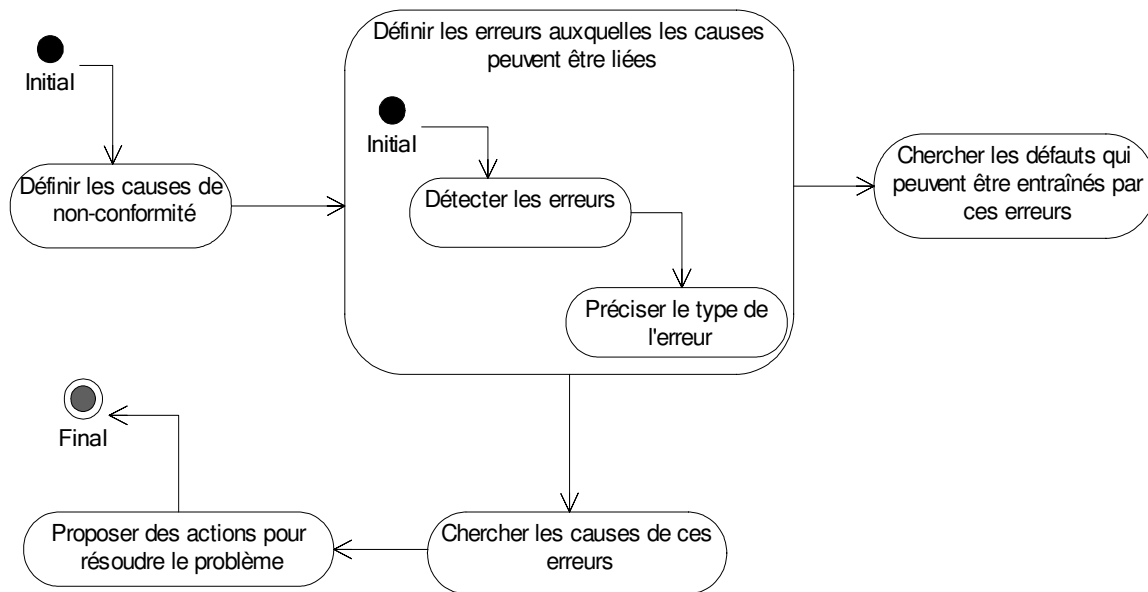 Initial
Définir les causes de
non-conformité
Définir les erreurs auxquelles les causes
peuvent être liées
Initial
Détecter les erreurs
Préciser le type de
l'erreur
Chercher les défauts qui
peuvent être entraînés par
ces erreurs
Chercher les causes de ces
erreurs
Proposer des actions pour
résoudre le problème
Final